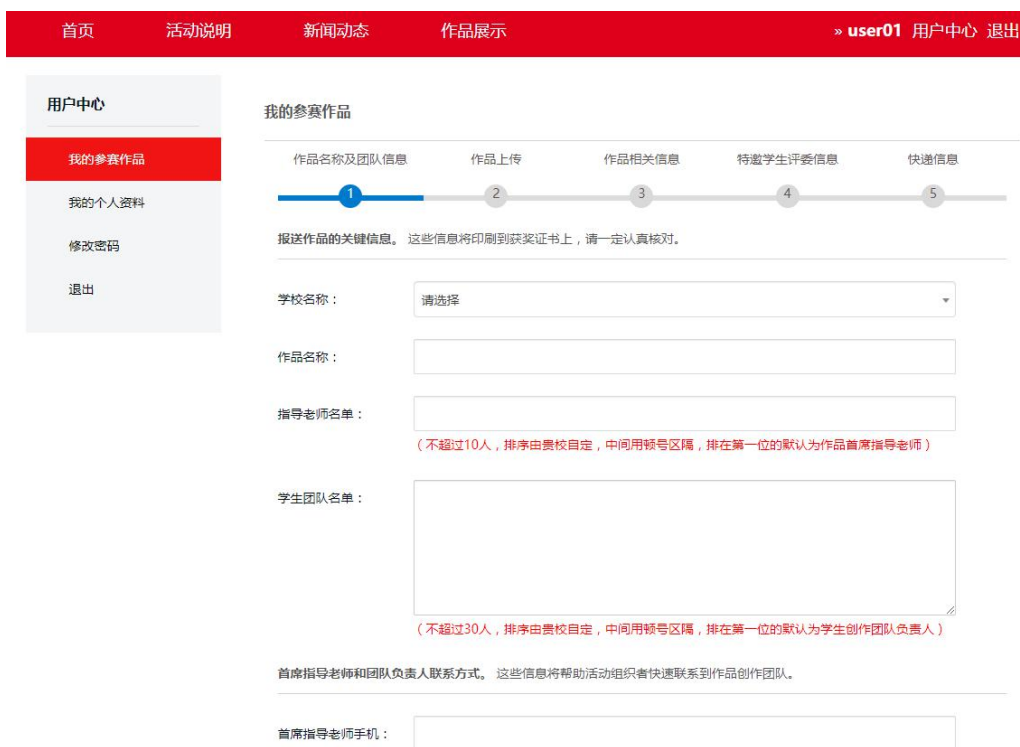 首页 活动说明 新闻动态 作品展示 » user01 用户中心 退出
用户中心
我的参赛作品
我的个人资料
修改密码
退出
我的参赛作品
作品名称及团队信息 作品上传 作品相关信息 特邀学生评委信息 快递信息
1 2 3 4 5
报送作品的关键信息。 这些信息将印刷到获奖证书上，请一定认真核对。
学校名称： 请选择
作品名称：
指导老师名单：
（不超过10人，排序由贵校自定，中间用顿号区隔，排在第一位的默认为作品首席指导老师）
学生团队名单：
（不超过30人，排序由贵校自定，中间用顿号区隔，排在第一位的默认为学生创作团队负责人）
首席指导老师和团队负责人联系方式。 这些信息将帮助活动组织者快速联系到作品创作团队。
首席指导老师手机：